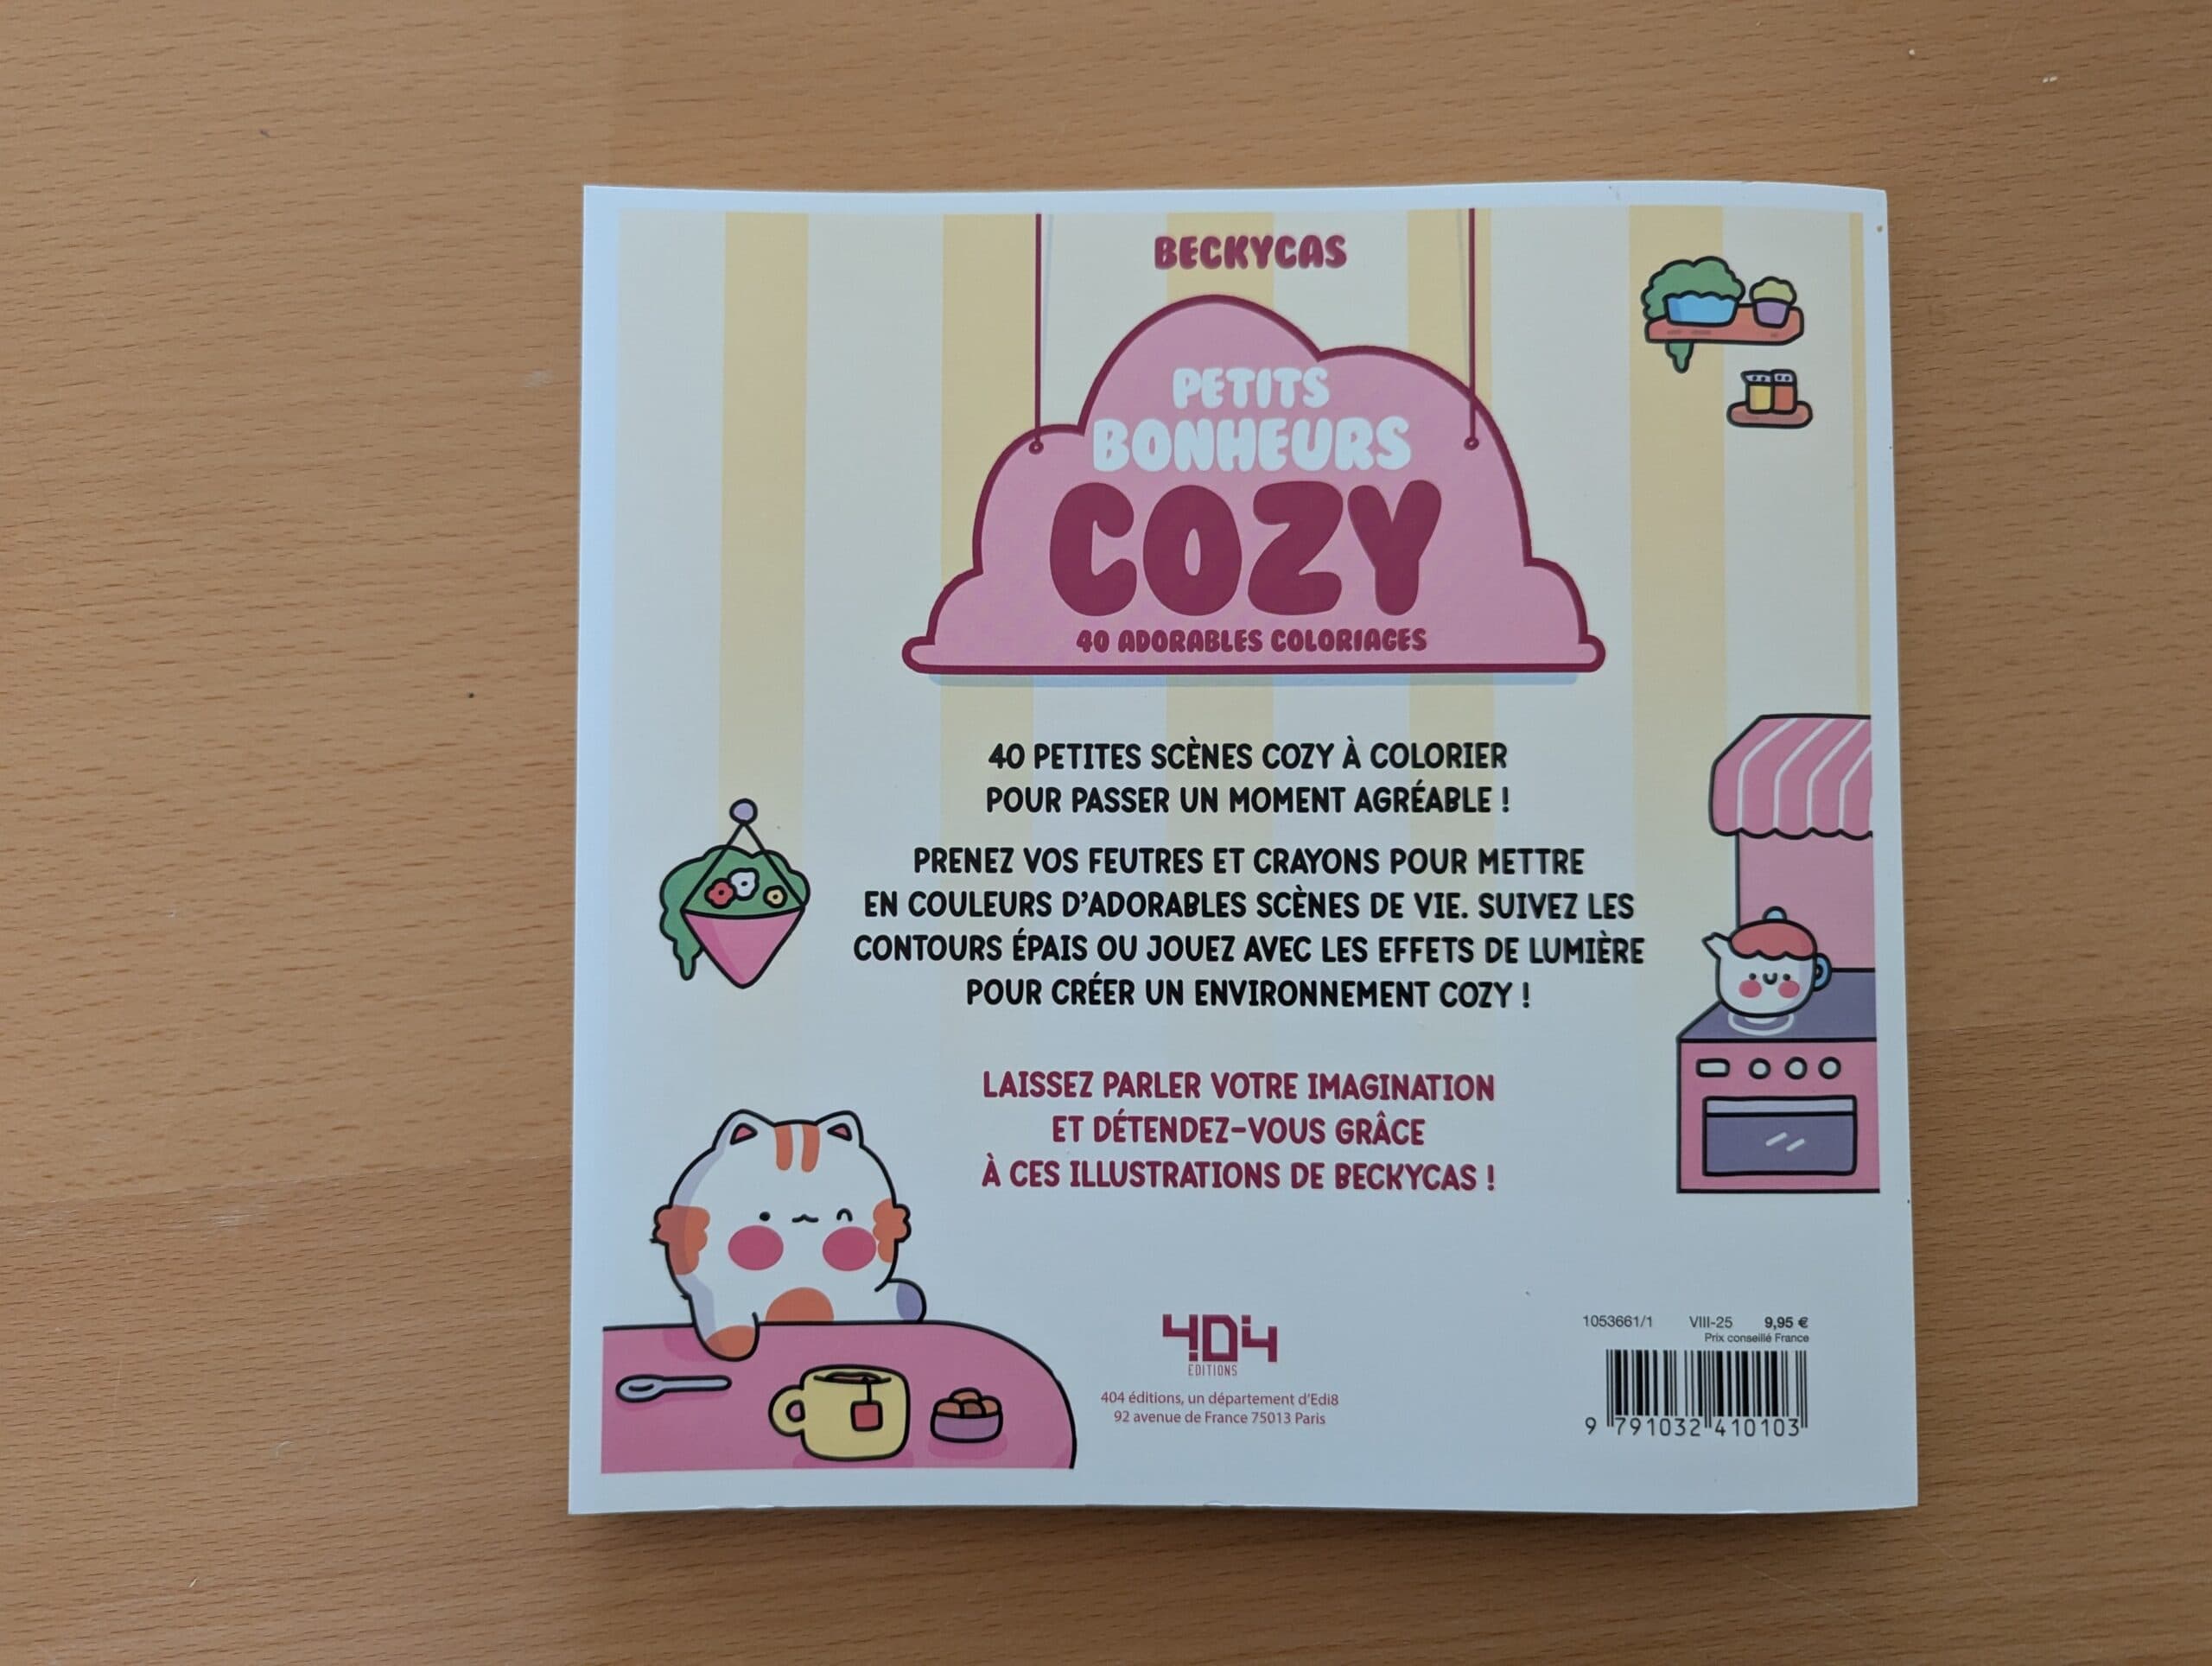 BECKYCAS
PETITS
BONHEURS
COZY
40 ADORABLES COLORIAGES
40 PETITES SCÈNES COZY À COLORIER
POUR PASSER UN MOMENT AGRÉABLE !
PRENEZ VOS FEUTRES ET CRAYONS POUR METTRE
EN COULEURS D’ADORABLES SCÈNES DE VIE. SUIVEZ LES
CONTOURS ÉPAIS OU JOUEZ AVEC LES EFFETS DE LUMIÈRE
POUR CRÉER UN ENVIRONNEMENT COZY !
LAISSEZ PARLER VOTRE IMAGINATION
ET DÉTENDEZ-VOUS GRÂCE
À CES ILLUSTRATIONS DE BECKYCAS !
404
EDITIONS
404 éditions, un département d’Edi8
92 avenue de France 75013 Paris
1053661/1 VIII-25 9,95 €
Prix conseillé France
9 791032 410103